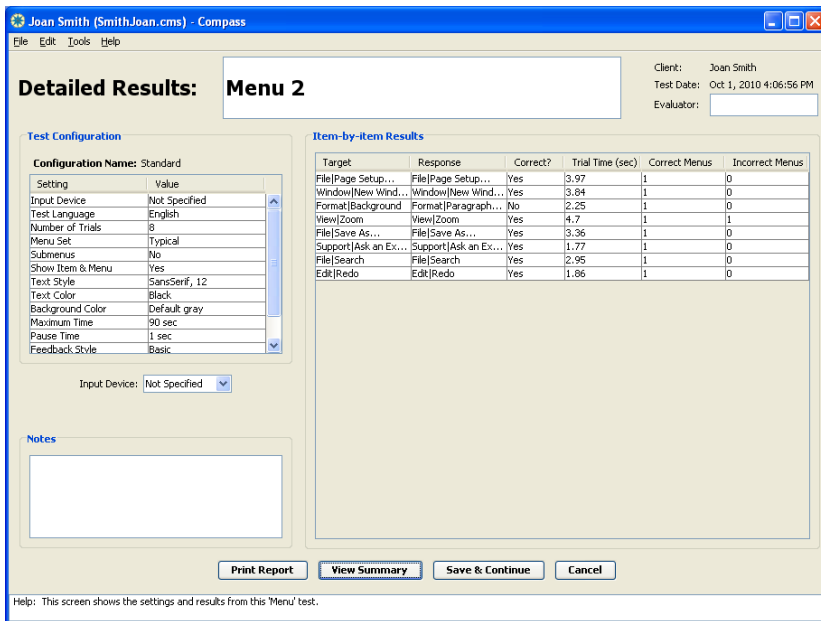 Joan Smith (SmithJoan.cms) - Compass
File Edit Tools Help
Detailed Results:
Menu 2
Client: Joan Smith
Test Date: Oct 1, 2010 4:06:56 PM
Evaluator:
Test Configuration
Configuration Name: Standard
Setting Value
Input Device Not Specified
Test Language English
Number of Trials 8
Menu Set Typical
Submenus No
Show Item & Menu Yes
Text Style SansSerif, 12
Text Color Black
Background Color Default gray
Maximum Time 90 sec
Pause Time 1 sec
Feedback Style Basic
Input Device: Not Specified
Notes
Item-by-item Results
Target Response Correct? Trial Time (sec) Correct Menus Incorrect Menus
File|Page Setup... File|Page Setup... Yes 3.97 1 0
Window|New Wind... Window|New Wind... Yes 3.84 1 0
Format|Background Format|Paragraph... No 2.25 1 0
View|Zoom View|Zoom Yes 4.7 1 1
File|Save As... File|Save As... Yes 3.36 1 0
Support|Ask an Ex... Support|Ask an Ex... Yes 1.77 1 0
File|Search File|Search Yes 2.95 1 0
Edit|Redo Edit|Redo Yes 1.86 1 0
Print Report View Summary Save & Continue Cancel
Help: This screen shows the settings and results from this 'Menu' test.